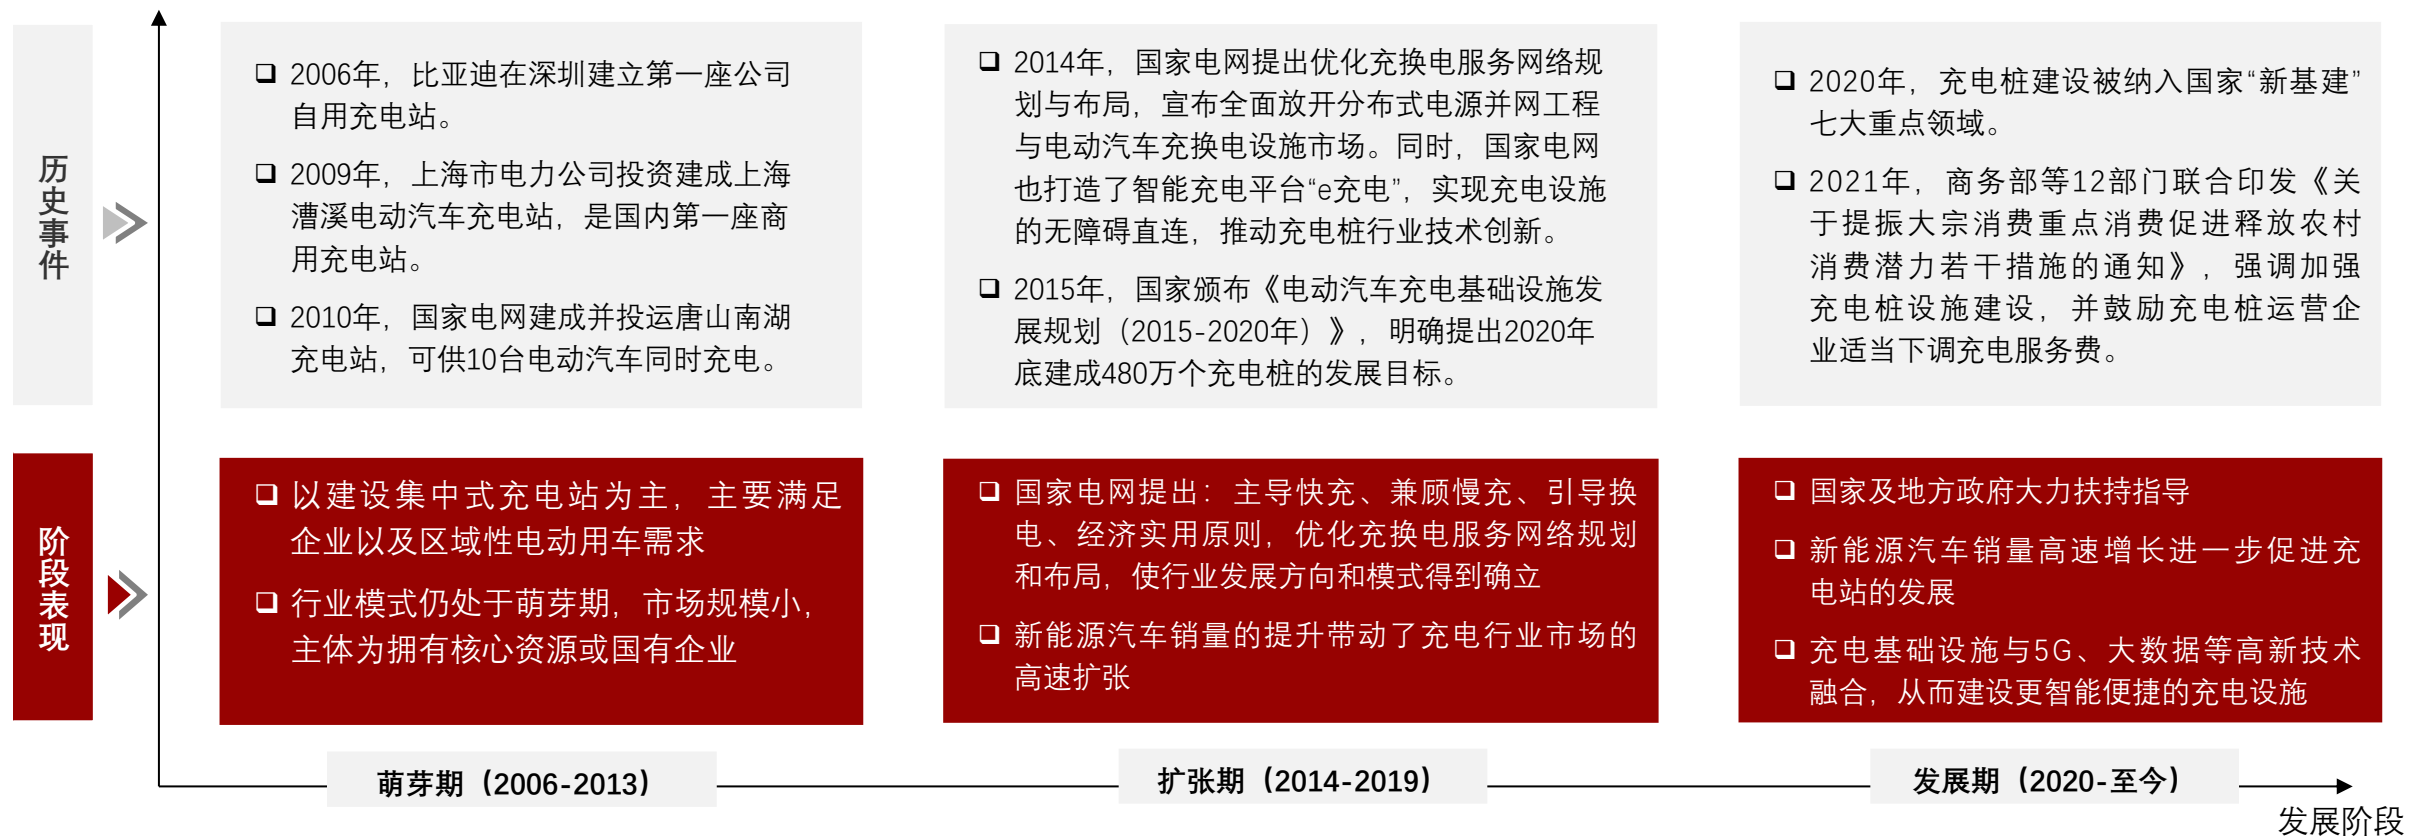 历史事件
2006年，比亚迪在深圳建立第一座公司
自用充电站。
2009年，上海市电力公司投资建成上海
漕溪电动汽车充电站，是国内第一座商
用充电站。
2010年，国家电网建成并投运唐山南湖
充电站，可供10台电动汽车同时充电。
2014年，国家电网提出优化充换电服务网络规
划与布局，宣布全面放开分布式电源并网工程
与电动汽车充换电设施市场。同时，国家电网
也打造了智能充电平台“e充电”，实现充电设施
的无障碍直连，推动充电桩行业技术创新。
2015年，国家颁布《电动汽车充电基础设施发
展规划（2015-2020年）》，明确提出2020年
底建成480万个充电桩的发展目标。
2020年，充电桩建设被纳入国家“新基建”
七大重点领域。
2021年，商务部等12部门联合印发《关
于提振大宗消费重点消费促进释放农村
消费潜力若干措施的通知》，强调加强
充电桩设施建设，并鼓励充电桩运营企
业适当下调充电服务费。
阶段表现
以建设集中式充电站为主，主要满足
企业以及区域性电动用车需求
行业模式仍处于萌芽期，市场规模小，
主体为拥有核心资源或国有企业
国家电网提出：主导快充、兼顾慢充、引导换
电、经济实用原则，优化充换电服务网络规划
和布局，使行业发展方向和模式得到确立
新能源汽车销量的提升带动了充电行业市场的
高速扩张
国家及地方政府大力扶持指导
新能源汽车销量高速增长进一步促进充
电站的发展
充电基础设施与5G、大数据等高新技术
融合，从而建设更智能便捷的充电设施
萌芽期（2006-2013）
扩张期（2014-2019）
发展期（2020-至今）
发展阶段